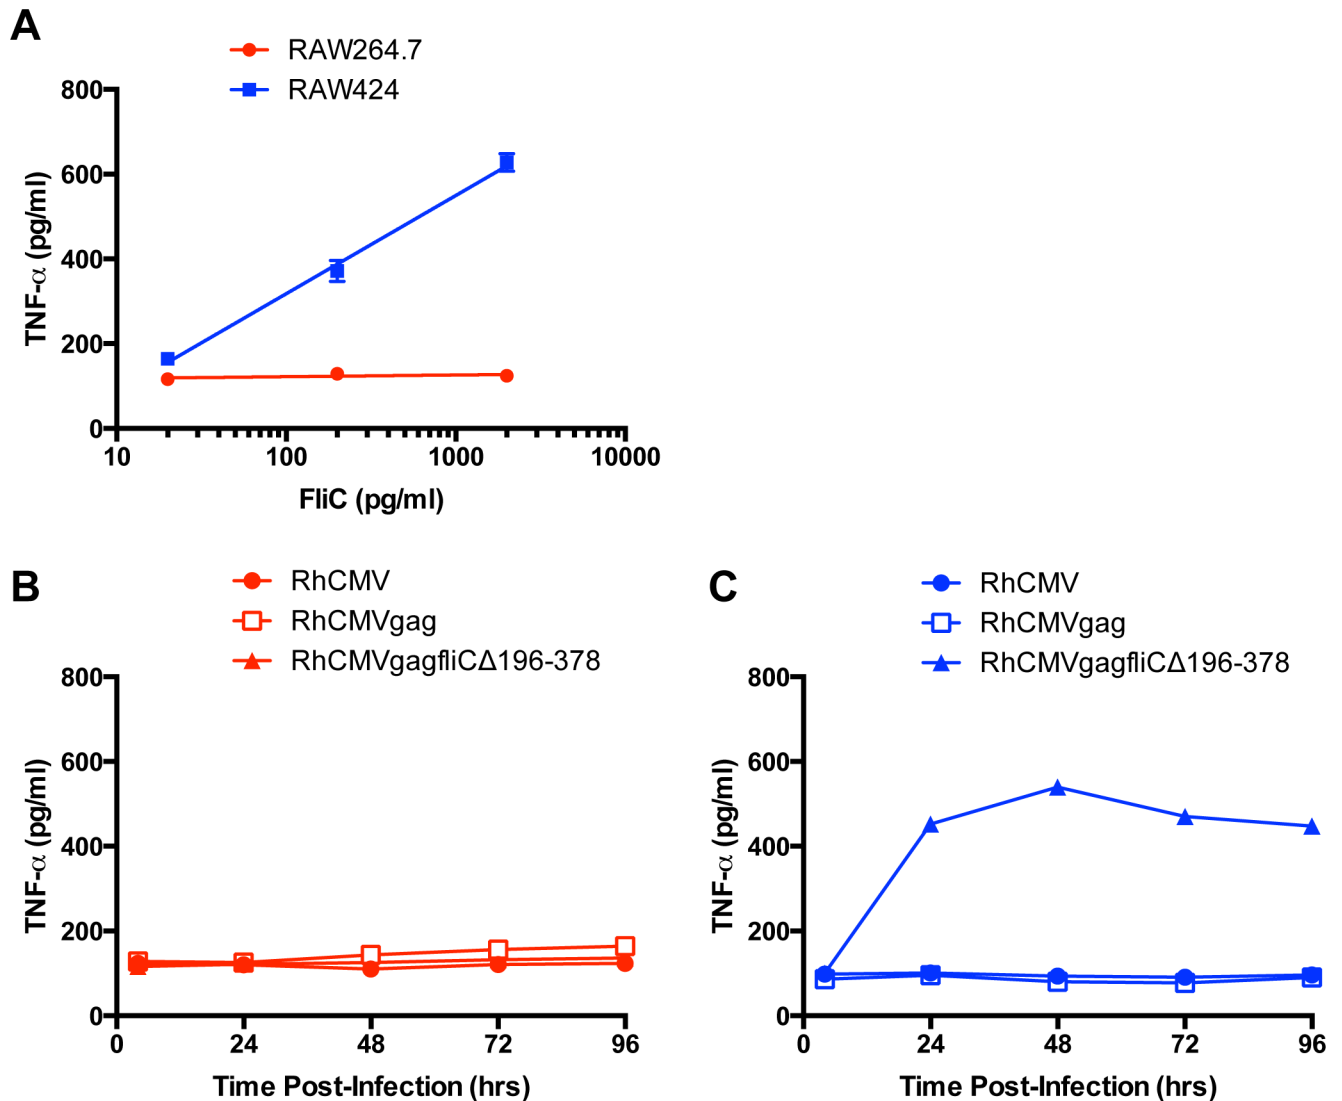 A
RAW264.7
RAW424
800
600
400
200
0
TNF-α (pg/ml)
10 100 1000 10000
FliC (pg/ml)
B
RhCMV
RhCMVgag
RhCMVgagfliCΔ196-378
800
600
400
200
0
TNF-α (pg/ml)
0 24 48 72 96
Time Post-Infection (hrs)
C
RhCMV
RhCMVgag
RhCMVgagfliCΔ196-378
800
600
400
200
0
TNF-α (pg/ml)
0 24 48 72 96
Time Post-Infection (hrs)